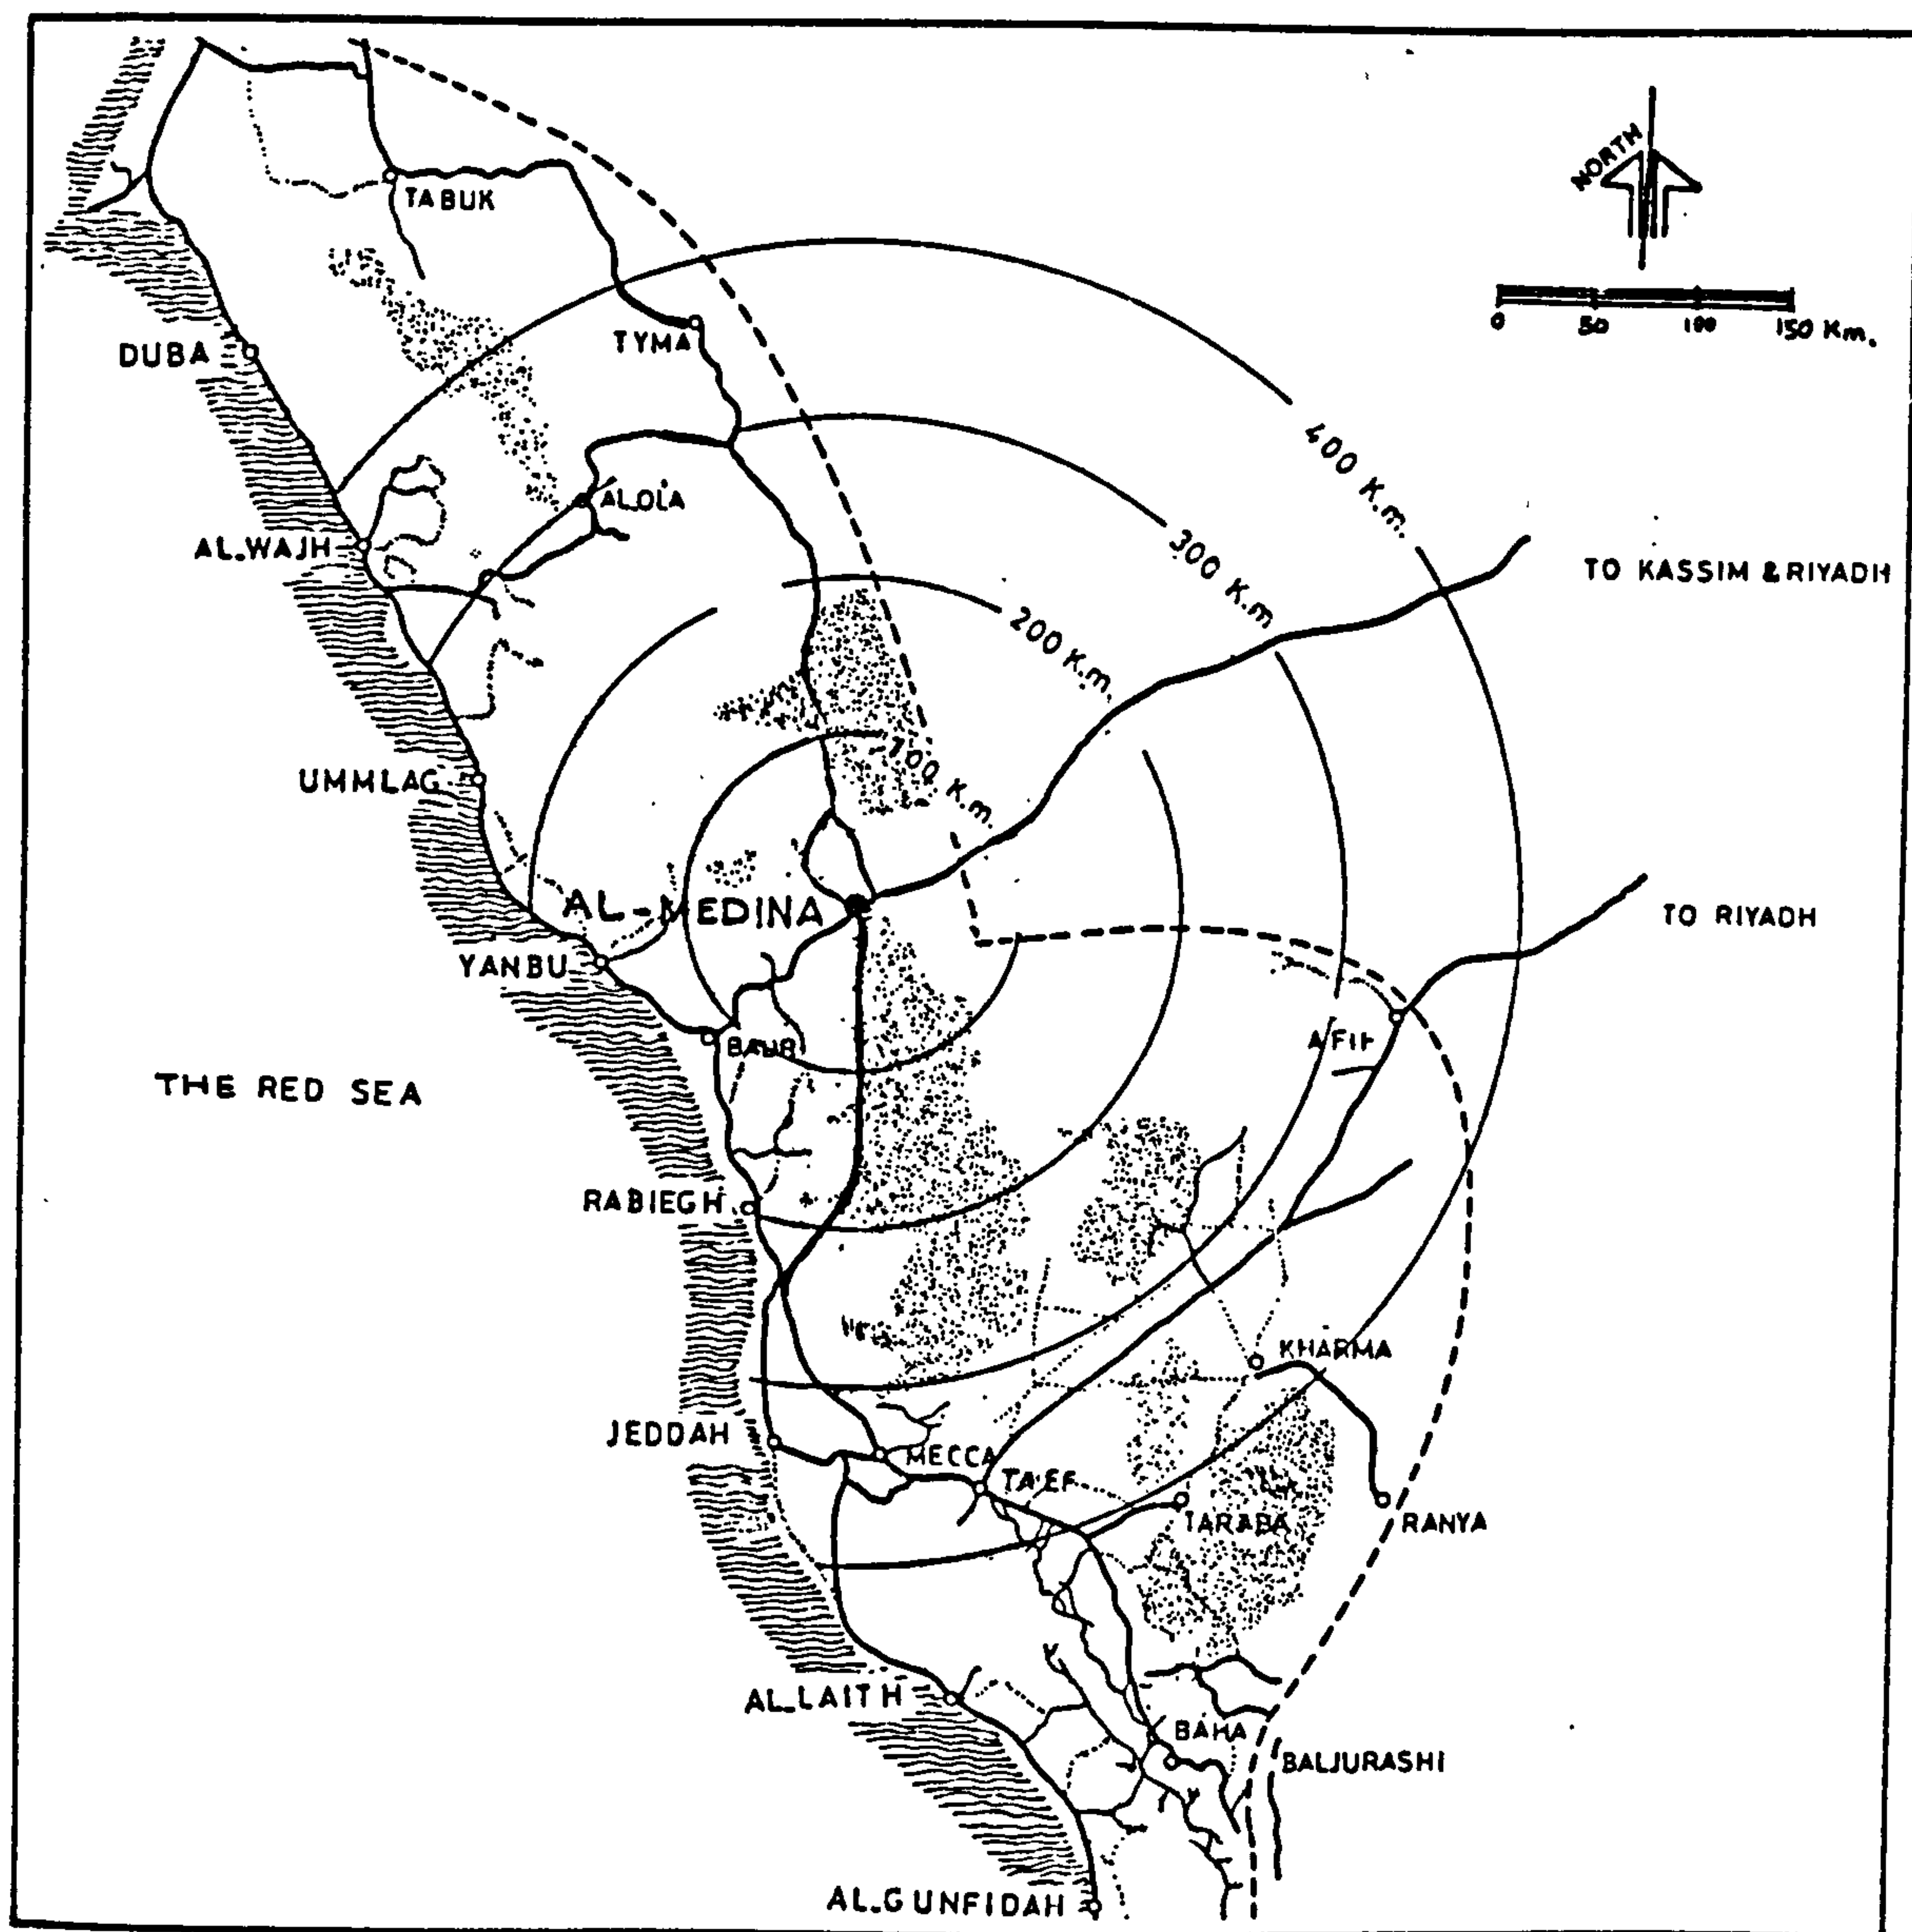 NORTH
TABUK
0 50 100 150 Km.
TYMA
DUBA
400 K.m.
ALOLA
AL.WAJH
300 K.m
TO KASSIM & RIYADH
200 K.m.
UMMLAG
100 K.m.
AL-MEDINA
TO RIYADH
YANBU
AFIF
BADR
THE RED SEA
RABIEGH
KHARMA
JEDDAH
MECCA
TA'EF
TARABA
RANYA
AL-LAITH
BAHA
BALJURASHI
AL.GUNFIDAH